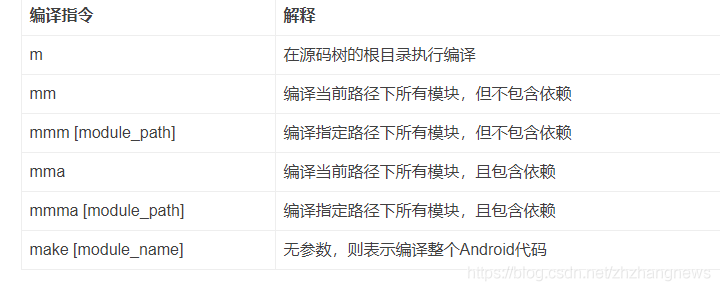 编译指令 解释
m 在源码树的根目录执行编译
mm 编译当前路径下所有模块，但不包含依赖
mmm [module_path] 编译指定路径下所有模块，但不包含依赖
mma 编译当前路径下所有模块，且包含依赖
mmma [module_path] 编译指定路径下所有模块，且包含依赖
make [module_name] 无参数，则表示编译整个Android代码
https://blog.csdn.net/zhzhangnews